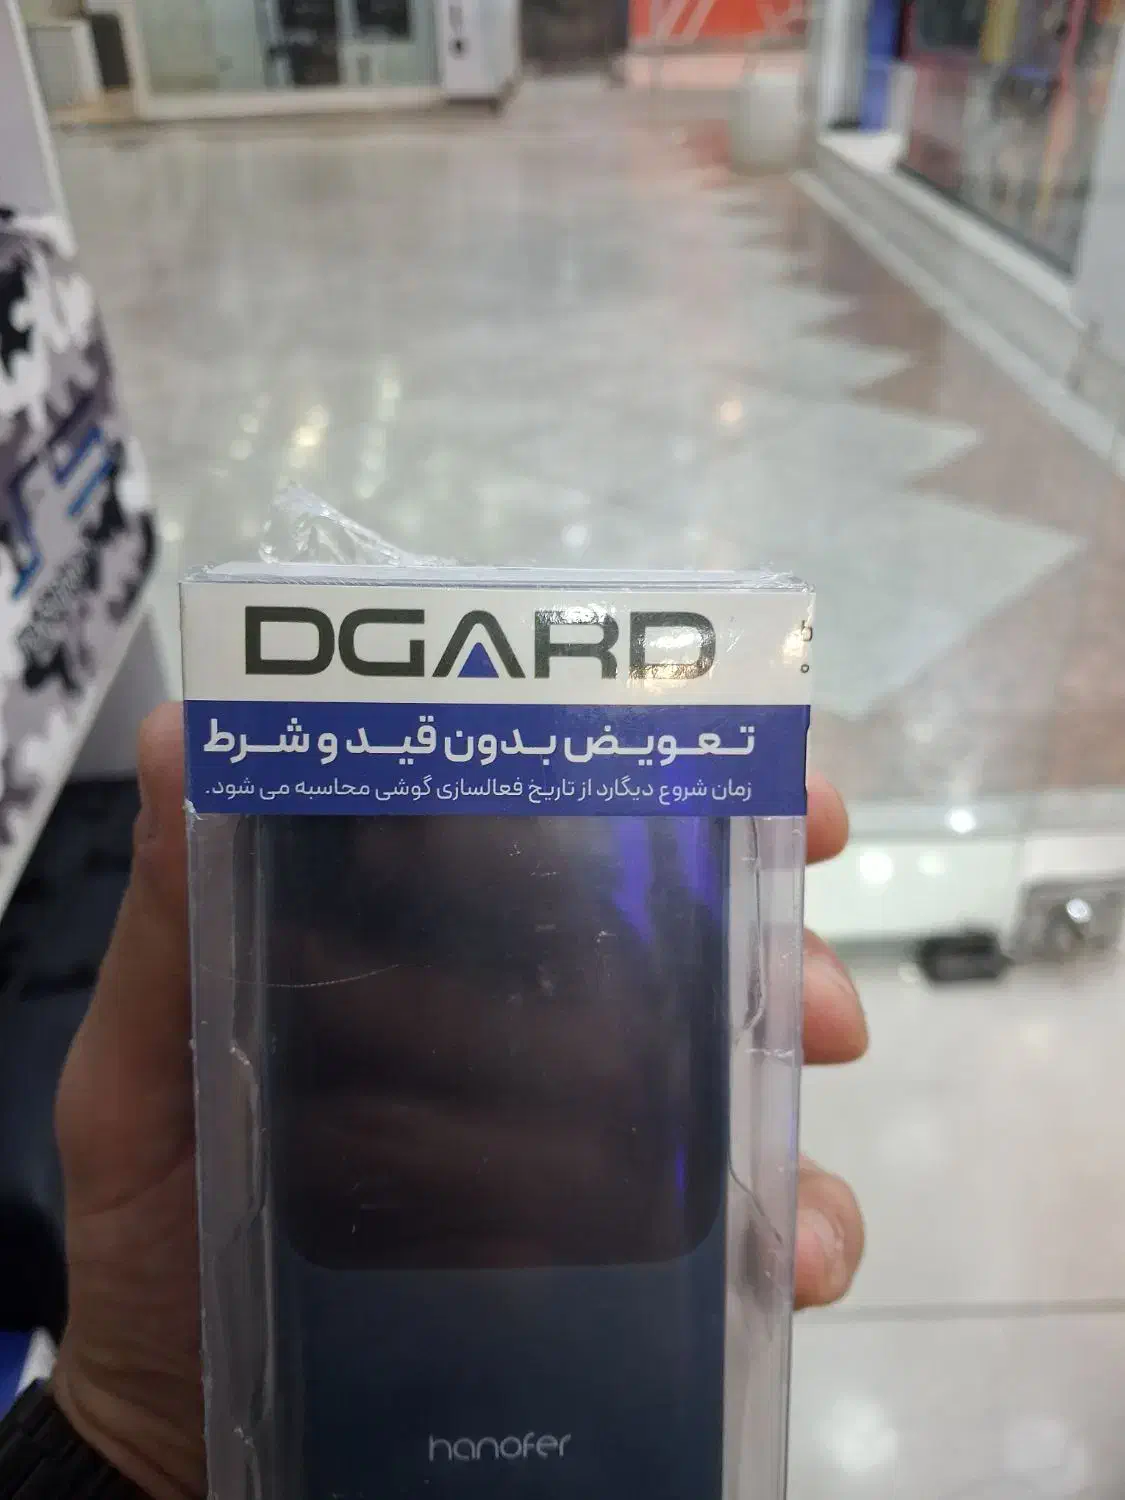 DGARD
تعویض بدون قید و شرط
زمان شروع دیگارد از تاریخ فعالسازی گوشی محاسبه می شود.
hanofer